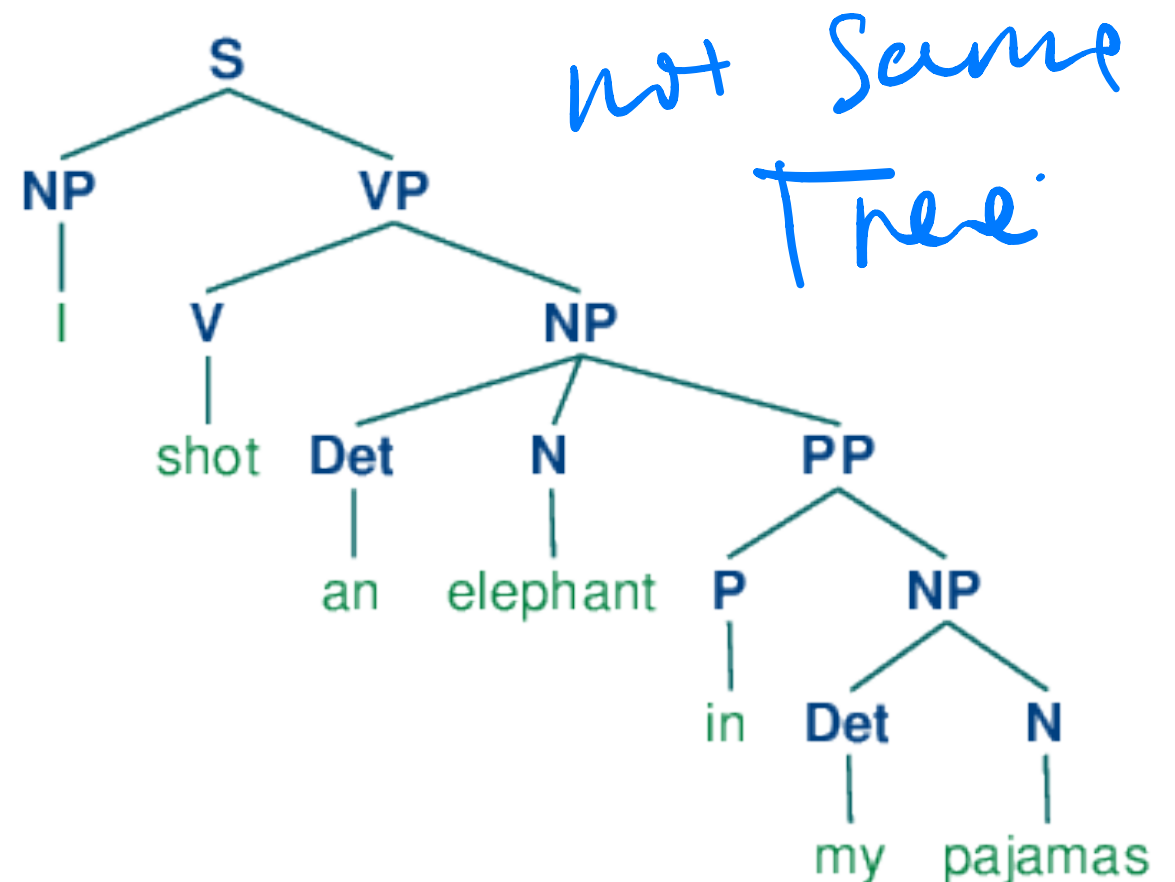 S
not Same
NP VP
Tree
I V NP
shot Det N PP
an elephant P NP
in Det N
my pajamas